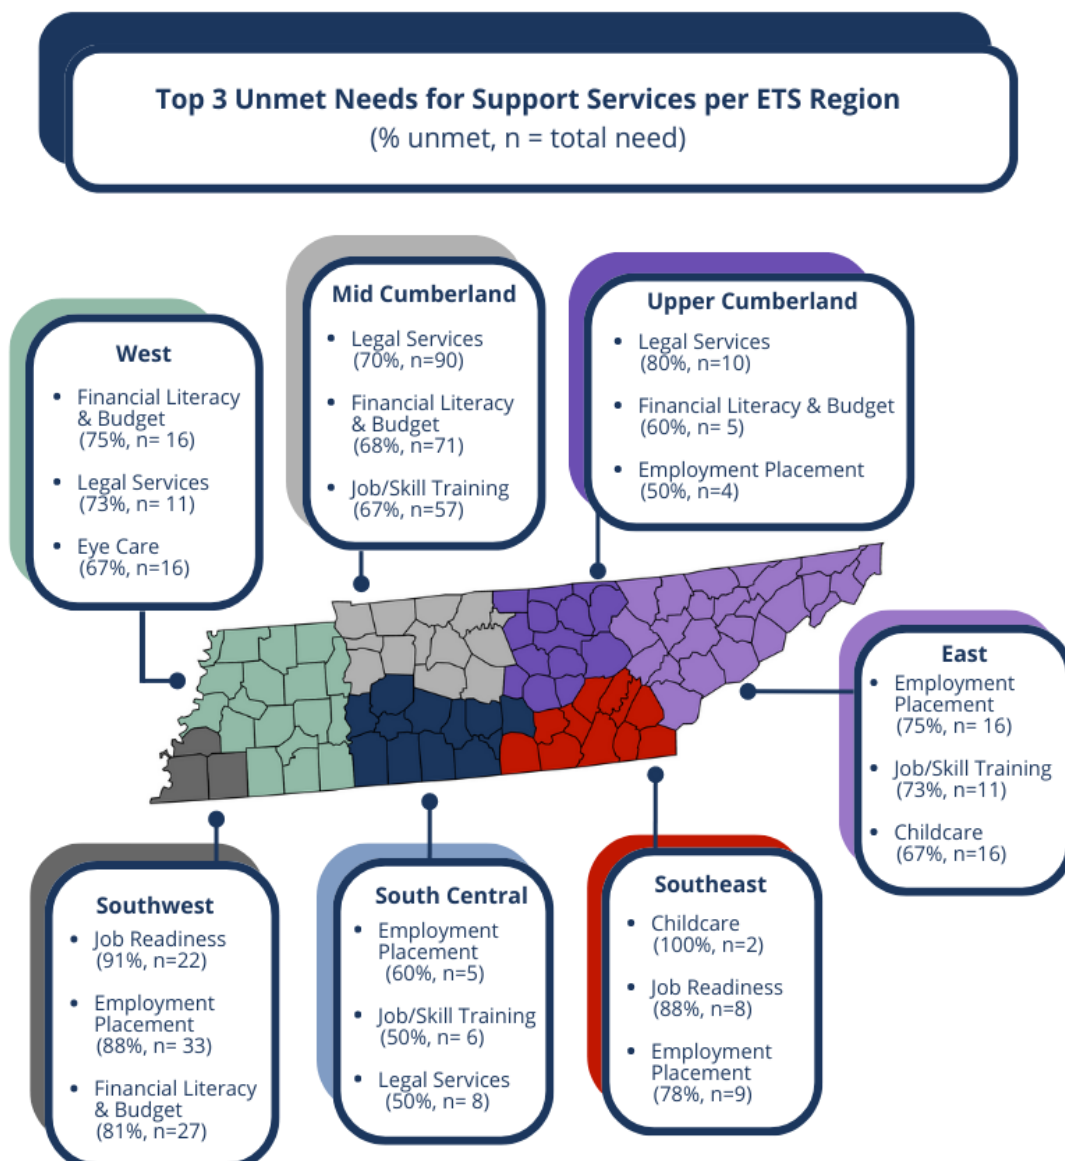 Top 3 Unmet Needs for Support Services per ETS Region
(% unmet, n = total need)
West
• Financial Literacy
& Budget
(75%, n= 16)
• Legal Services
(73%, n= 11)
• Eye Care
(67%, n=16)
Mid Cumberland
• Legal Services
(70%, n=90)
• Financial Literacy
& Budget
(68%, n=71)
• Job/Skill Training
(67%, n=57)
Upper Cumberland
• Legal Services
(80%, n=10)
• Financial Literacy & Budget
(60%, n= 5)
• Employment Placement
(50%, n=4)
East
• Employment
Placement
(75%, n= 16)
• Job/Skill Training
(73%, n=11)
• Childcare
(67%, n=16)
Southwest
• Job Readiness
(91%, n=22)
• Employment
Placement
(88%, n= 33)
• Financial Literacy
& Budget
(81%, n=27)
South Central
• Employment
Placement
(60%, n=5)
• Job/Skill Training
(50%, n= 6)
• Legal Services
(50%, n= 8)
Southeast
• Childcare
(100%, n=2)
• Job Readiness
(88%, n=8)
• Employment
Placement
(78%, n=9)